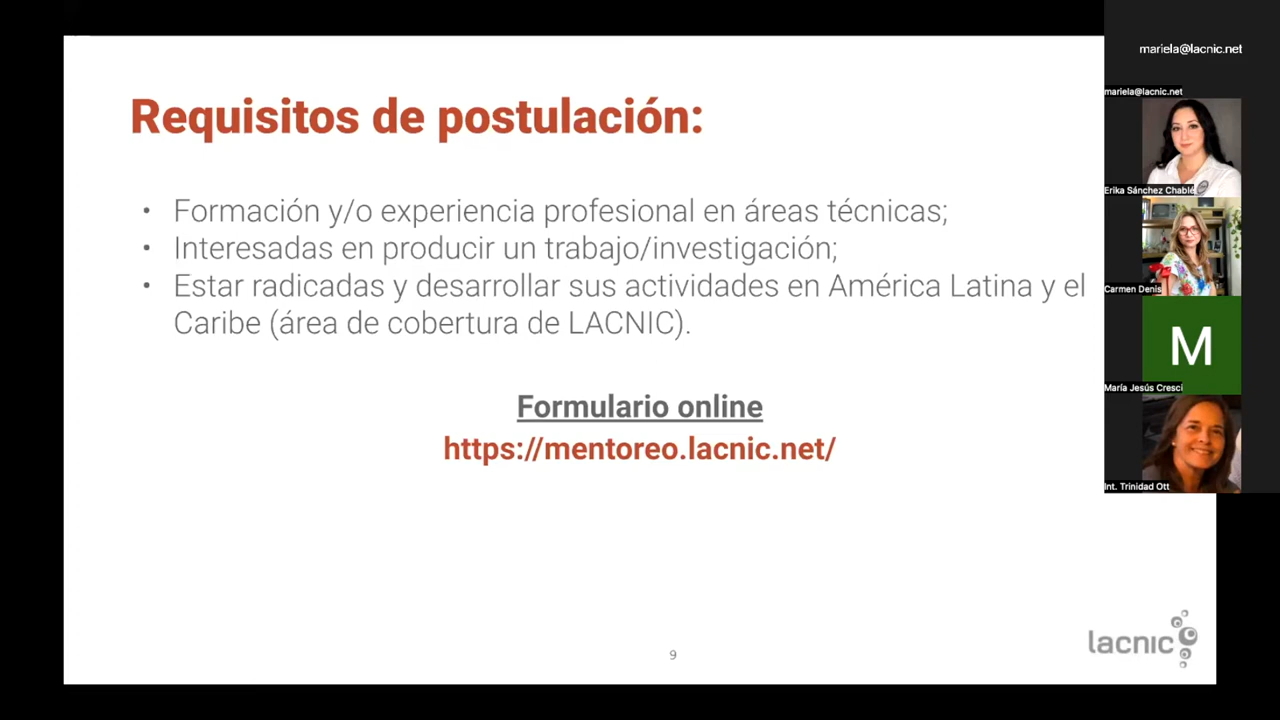 Requisitos de postulación:
• Formación y/o experiencia profesional en áreas técnicas;
• Interesadas en producir un trabajo/investigación;
• Estar radicadas y desarrollar sus actividades en América Latina y el
Caribe (área de cobertura de LACNIC).
Formulario online
https://mentoreo.lacnic.net/
9
lacnic
mariela@lacnic.net
mariela@lacnic.net
Erika Sánchez Chablé
Carmen Denis
M
María Jesús Cresci
Int. Trinidad Ott